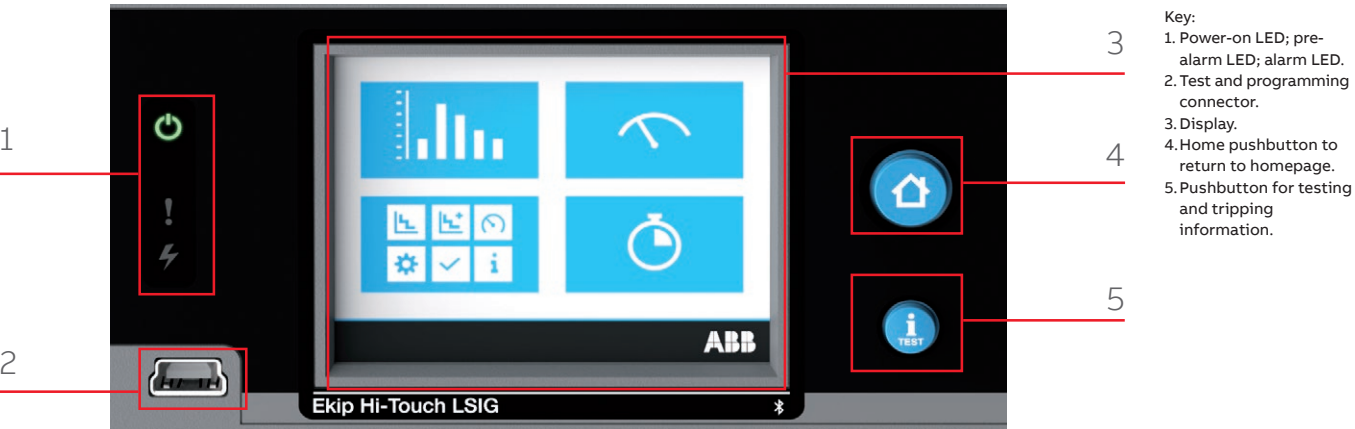 1
2
3
4
5
i
i
TEST
ABB
Ekip Hi-Touch LSIG
Key:
1. Power-on LED; pre-
alarm LED; alarm LED.
2. Test and programming
connector.
3. Display.
4. Home pushbutton to
return to homepage.
5. Pushbutton for testing
and tripping
information.